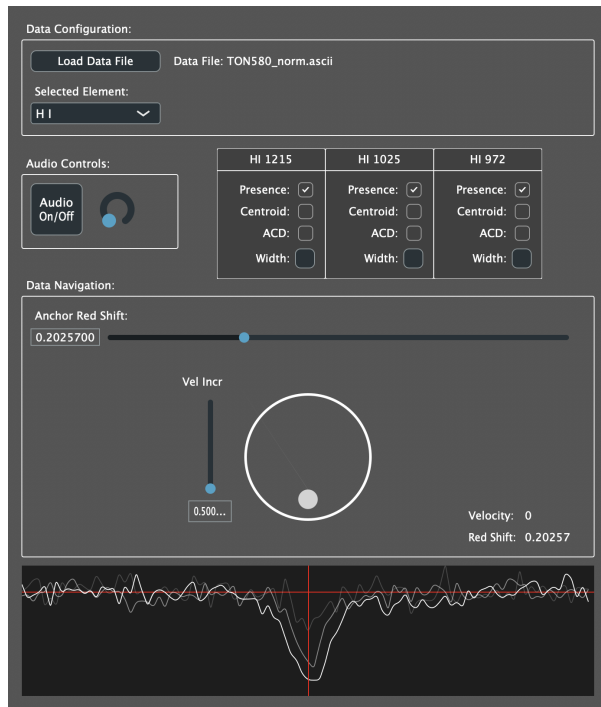 Data Configuration:
Load Data File
Data File: TON580_norm.ascii
Selected Element:
H I
Audio Controls:
Audio
On/Off
HI 1215
HI 1025
HI 972
Presence:
Presence:
Presence:
Centroid:
Centroid:
Centroid:
ACD:
ACD:
ACD:
Width:
Width:
Width:
Data Navigation:
Anchor Red Shift:
0.2025700
Vel Incr
0.500...
Velocity: 0
Red Shift: 0.20257